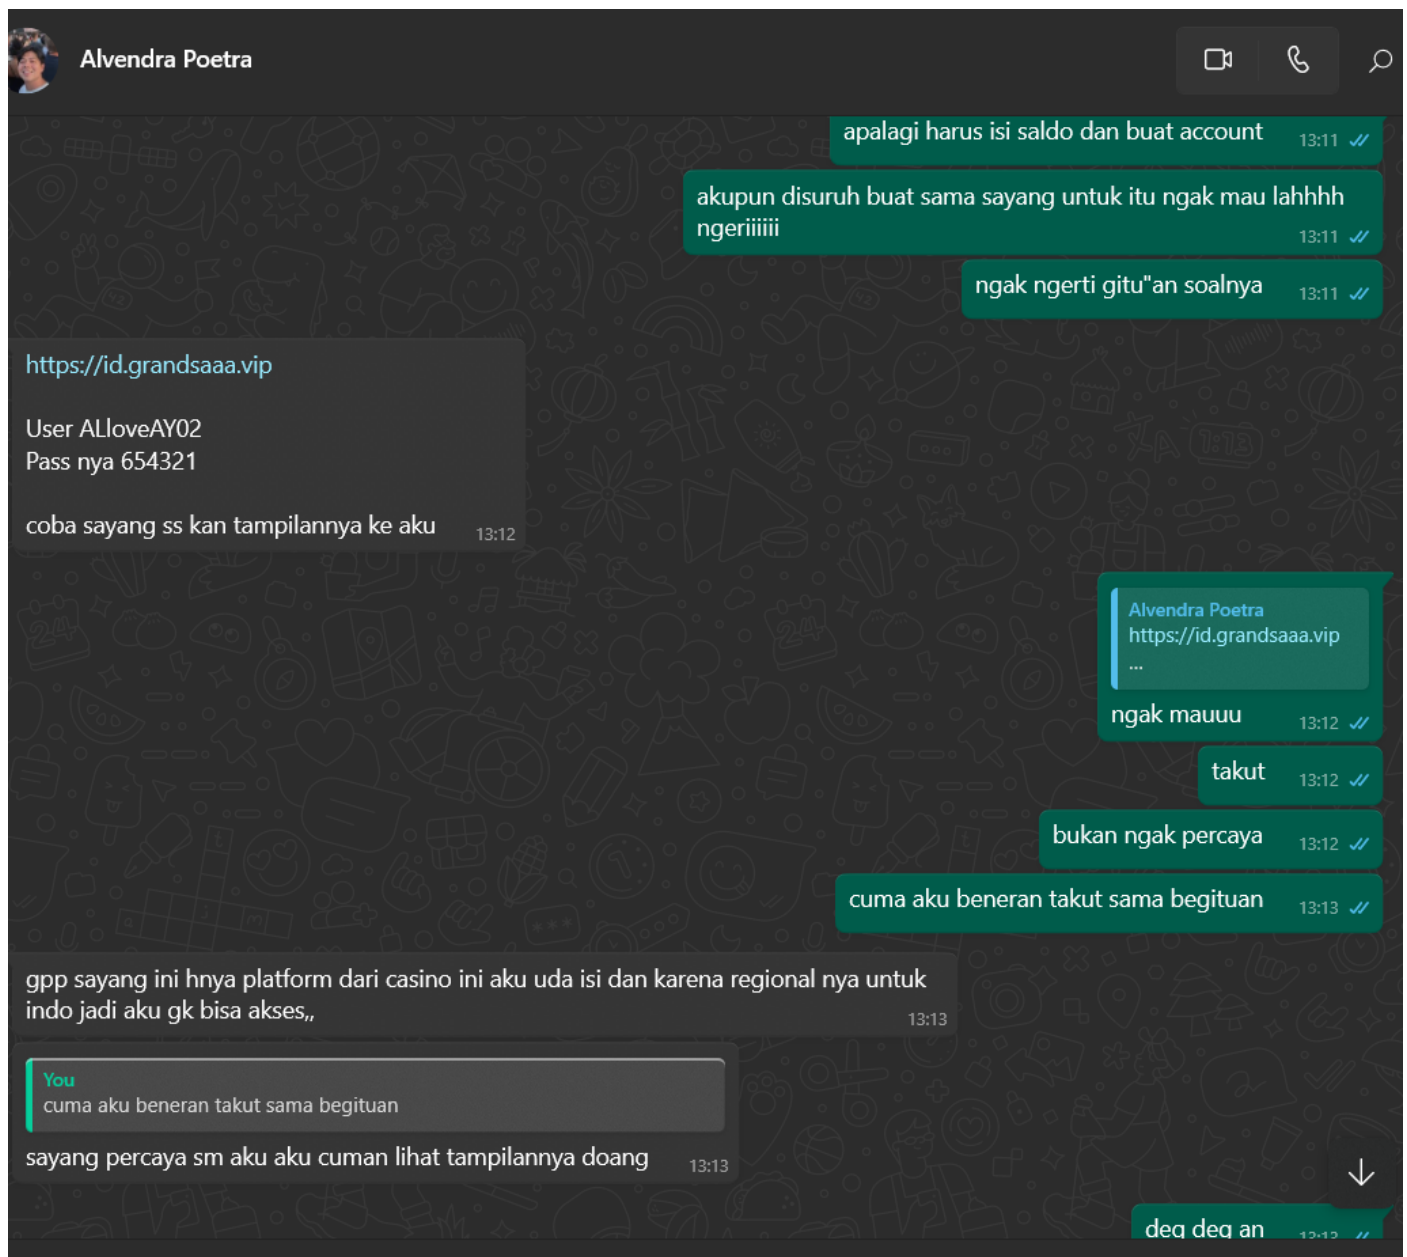 Alvendra Poetra
apalagi harus isi saldo dan buat account 13:11
akupun disuruh buat sama sayang untuk itu ngak mau lahhhh
ngeriiiiii 13:11
ngak ngerti gitu"an soalnya 13:11
https://id.grandsaaa.vip
User ALloveAY02
Pass nya 654321
coba sayang ss kan tampilannya ke aku 13:12
Alvendra Poetra
https://id.grandsaaa.vip
...
ngak mauuu 13:12
takut 13:12
bukan ngak percaya 13:12
cuma aku beneran takut sama begituan 13:13
gpp sayang ini hnya platform dari casino ini aku uda isi dan karena regional nya untuk
indo jadi aku gk bisa akses,, 13:13
You
cuma aku beneran takut sama begituan
sayang percaya sm aku aku cuman lihat tampilannya doang 13:13
deg deg an 13:13